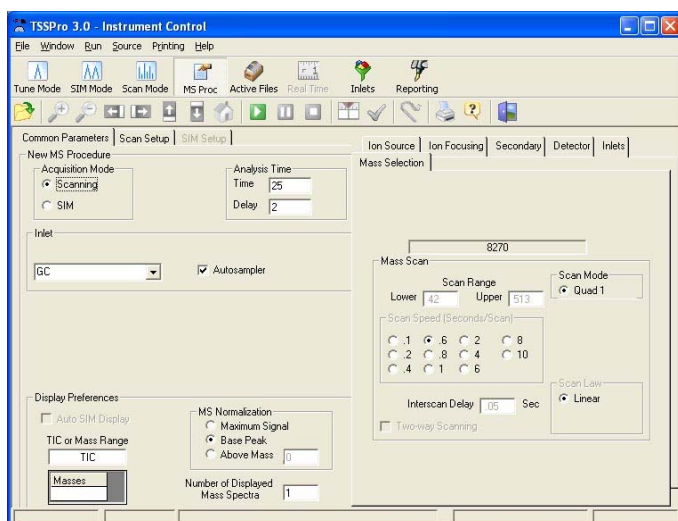 TSSPro 3.0 - Instrument Control
File Window Run Source Printing Help
Tune Mode SIM Mode Scan Mode MS Proc Active Files Real Time Inlets Reporting
Common Parameters Scan Setup SIM Setup
New MS Procedure
Acquisition Mode
Scanning
SIM
Analysis Time
Time 25
Delay 2
Inlet
GC
Autosampler
Display Preferences
Auto SIM Display
TIC or Mass Range
TIC
Masses
MS Normalization
Maximum Signal
Base Peak
Above Mass 0
Number of Displayed
Mass Spectra 1
Ion Source Ion Focusing Secondary Detector Inlets
Mass Selection
8270
Mass Scan
Scan Range
Lower 42 Upper 513
Scan Mode
Quad 1
Scan Speed (Seconds/Scan)
.1 .6 2 8
.2 .8 4 10
.4 1 6
Interscan Delay .05 Sec
Scan Law
Linear
Two-way Scanning